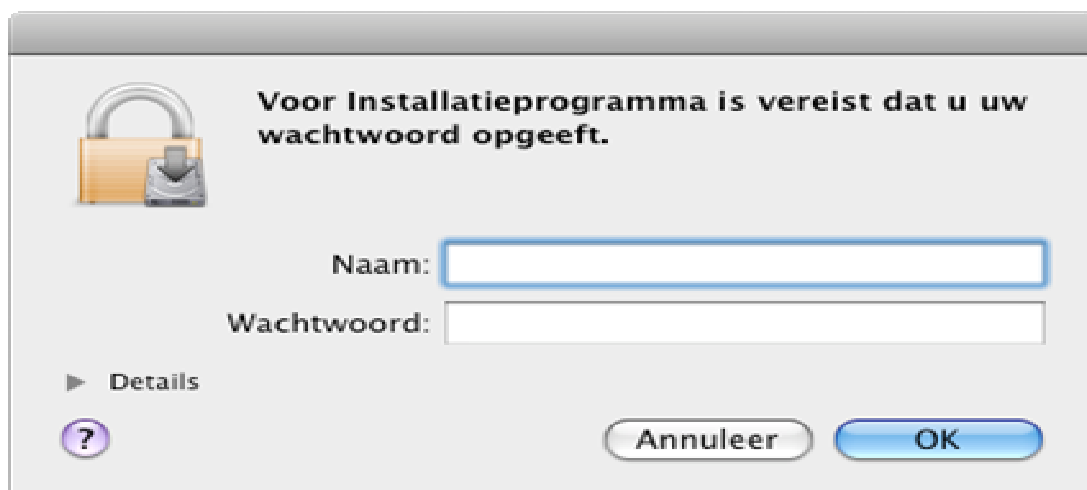 Voor Installatieprogramma is vereist dat u uw
wachtwoord opgeeft.
Naam:
Wachtwoord:
Details
?
Annuleer
OK